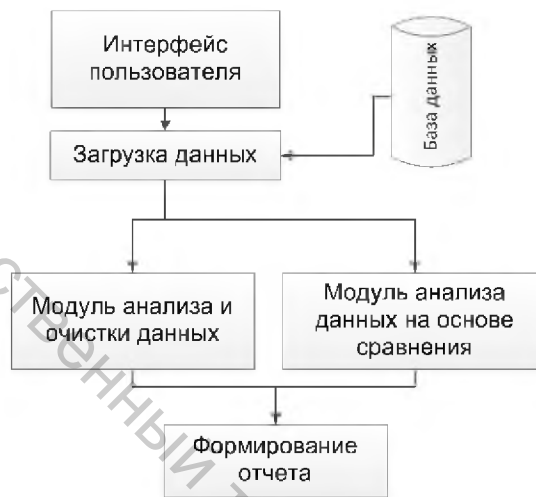 Интерфейс
пользователя
База данных
Загрузка данных
Модуль анализа и
очистки данных
Модуль анализа
данных на основе
сравнения
Формирование
отчета